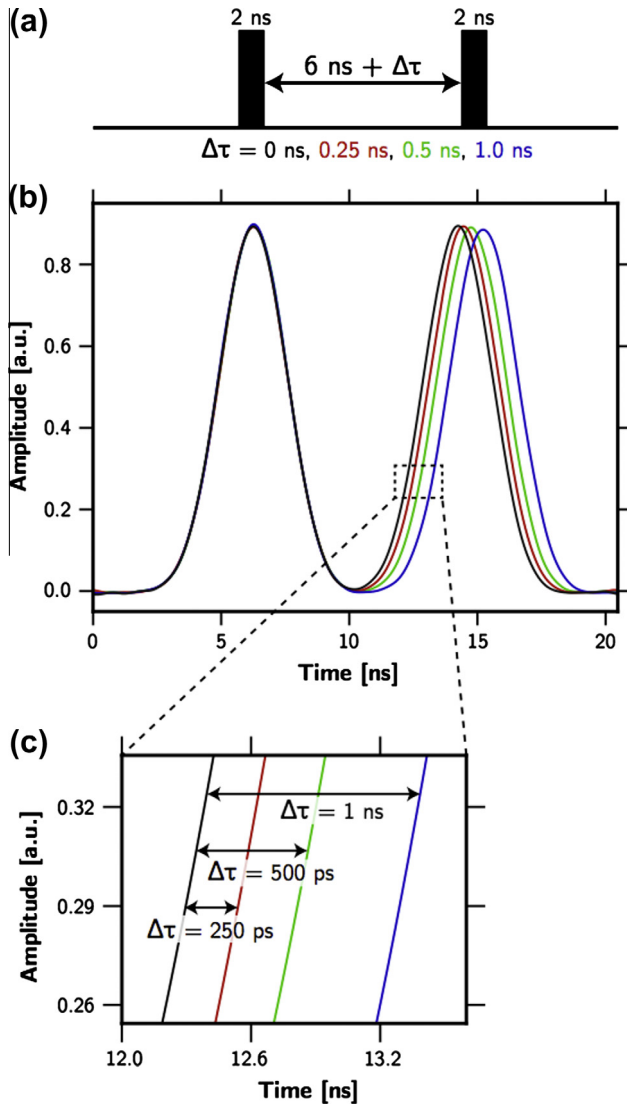 (a)
2 ns
2 ns
6 ns + Δτ
Δτ = 0 ns, 0.25 ns, 0.5 ns, 1.0 ns
(b)
0.8
0.6
0.4
0.2
0.0
Amplitude [a.u.]
0 5 10 15 20
Time [ns]
(c)
0.32
0.29
0.26
Amplitude [a.u.]
Δτ = 1 ns
Δτ = 500 ps
Δτ = 250 ps
12.0 12.6 13.2
Time [ns]